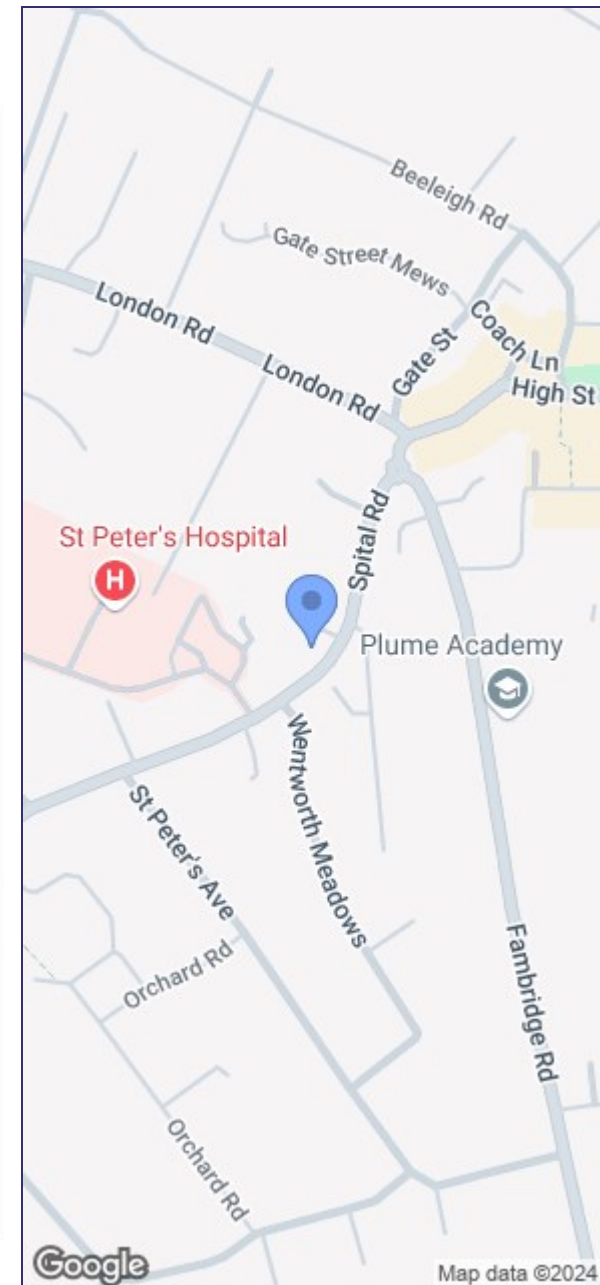 Beeleigh Rd
Gate Street Mews
London Rd
London Rd
Gate St
Coach Ln
High St
St Peter's Hospital
H
Spital Rd
Plume Academy
Wentworth Meadows
St Peter's Ave
Orchard Rd
Fambridge Rd
Orchard Rd
Google
Map data ©2024